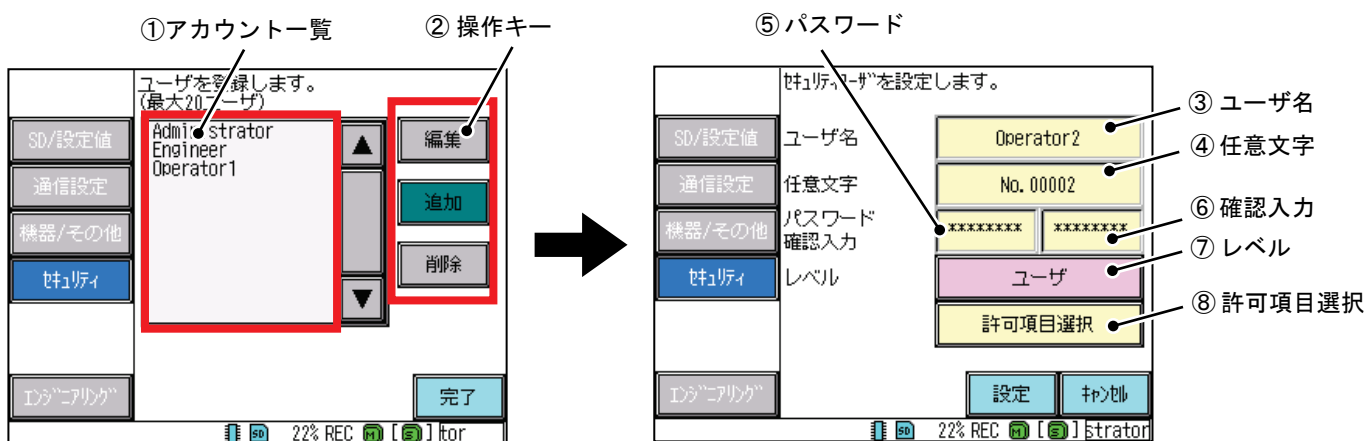 ①アカウント一覧
② 操作キー
ユーザを登録します。
(最大20ユーザ)
SD/設定値
通信設定
機器/その他
ｾｷｭﾘﾃｨ
ｴﾝｼﾞﾆｱﾘﾝｸﾞ
Administrator
Engineer
Operator1
▲
▼
編集
追加
削除
完了
SD 22% REC M [S] tor
⑤ パスワード
ｾｷｭﾘﾃｨﾕｰｻﾞを設定します。
SD/設定値
通信設定
機器/その他
ｾｷｭﾘﾃｨ
ｴﾝｼﾞﾆｱﾘﾝｸﾞ
ユーザ名
Operator2
任意文字
No. 00002
パスワード
確認入力
******** ********
レベル
ユーザ
許可項目選択
設定
ｷｬﾝｾﾙ
SD 22% REC M [S] strator
③ ユーザ名
④ 任意文字
⑥ 確認入力
⑦ レベル
⑧ 許可項目選択